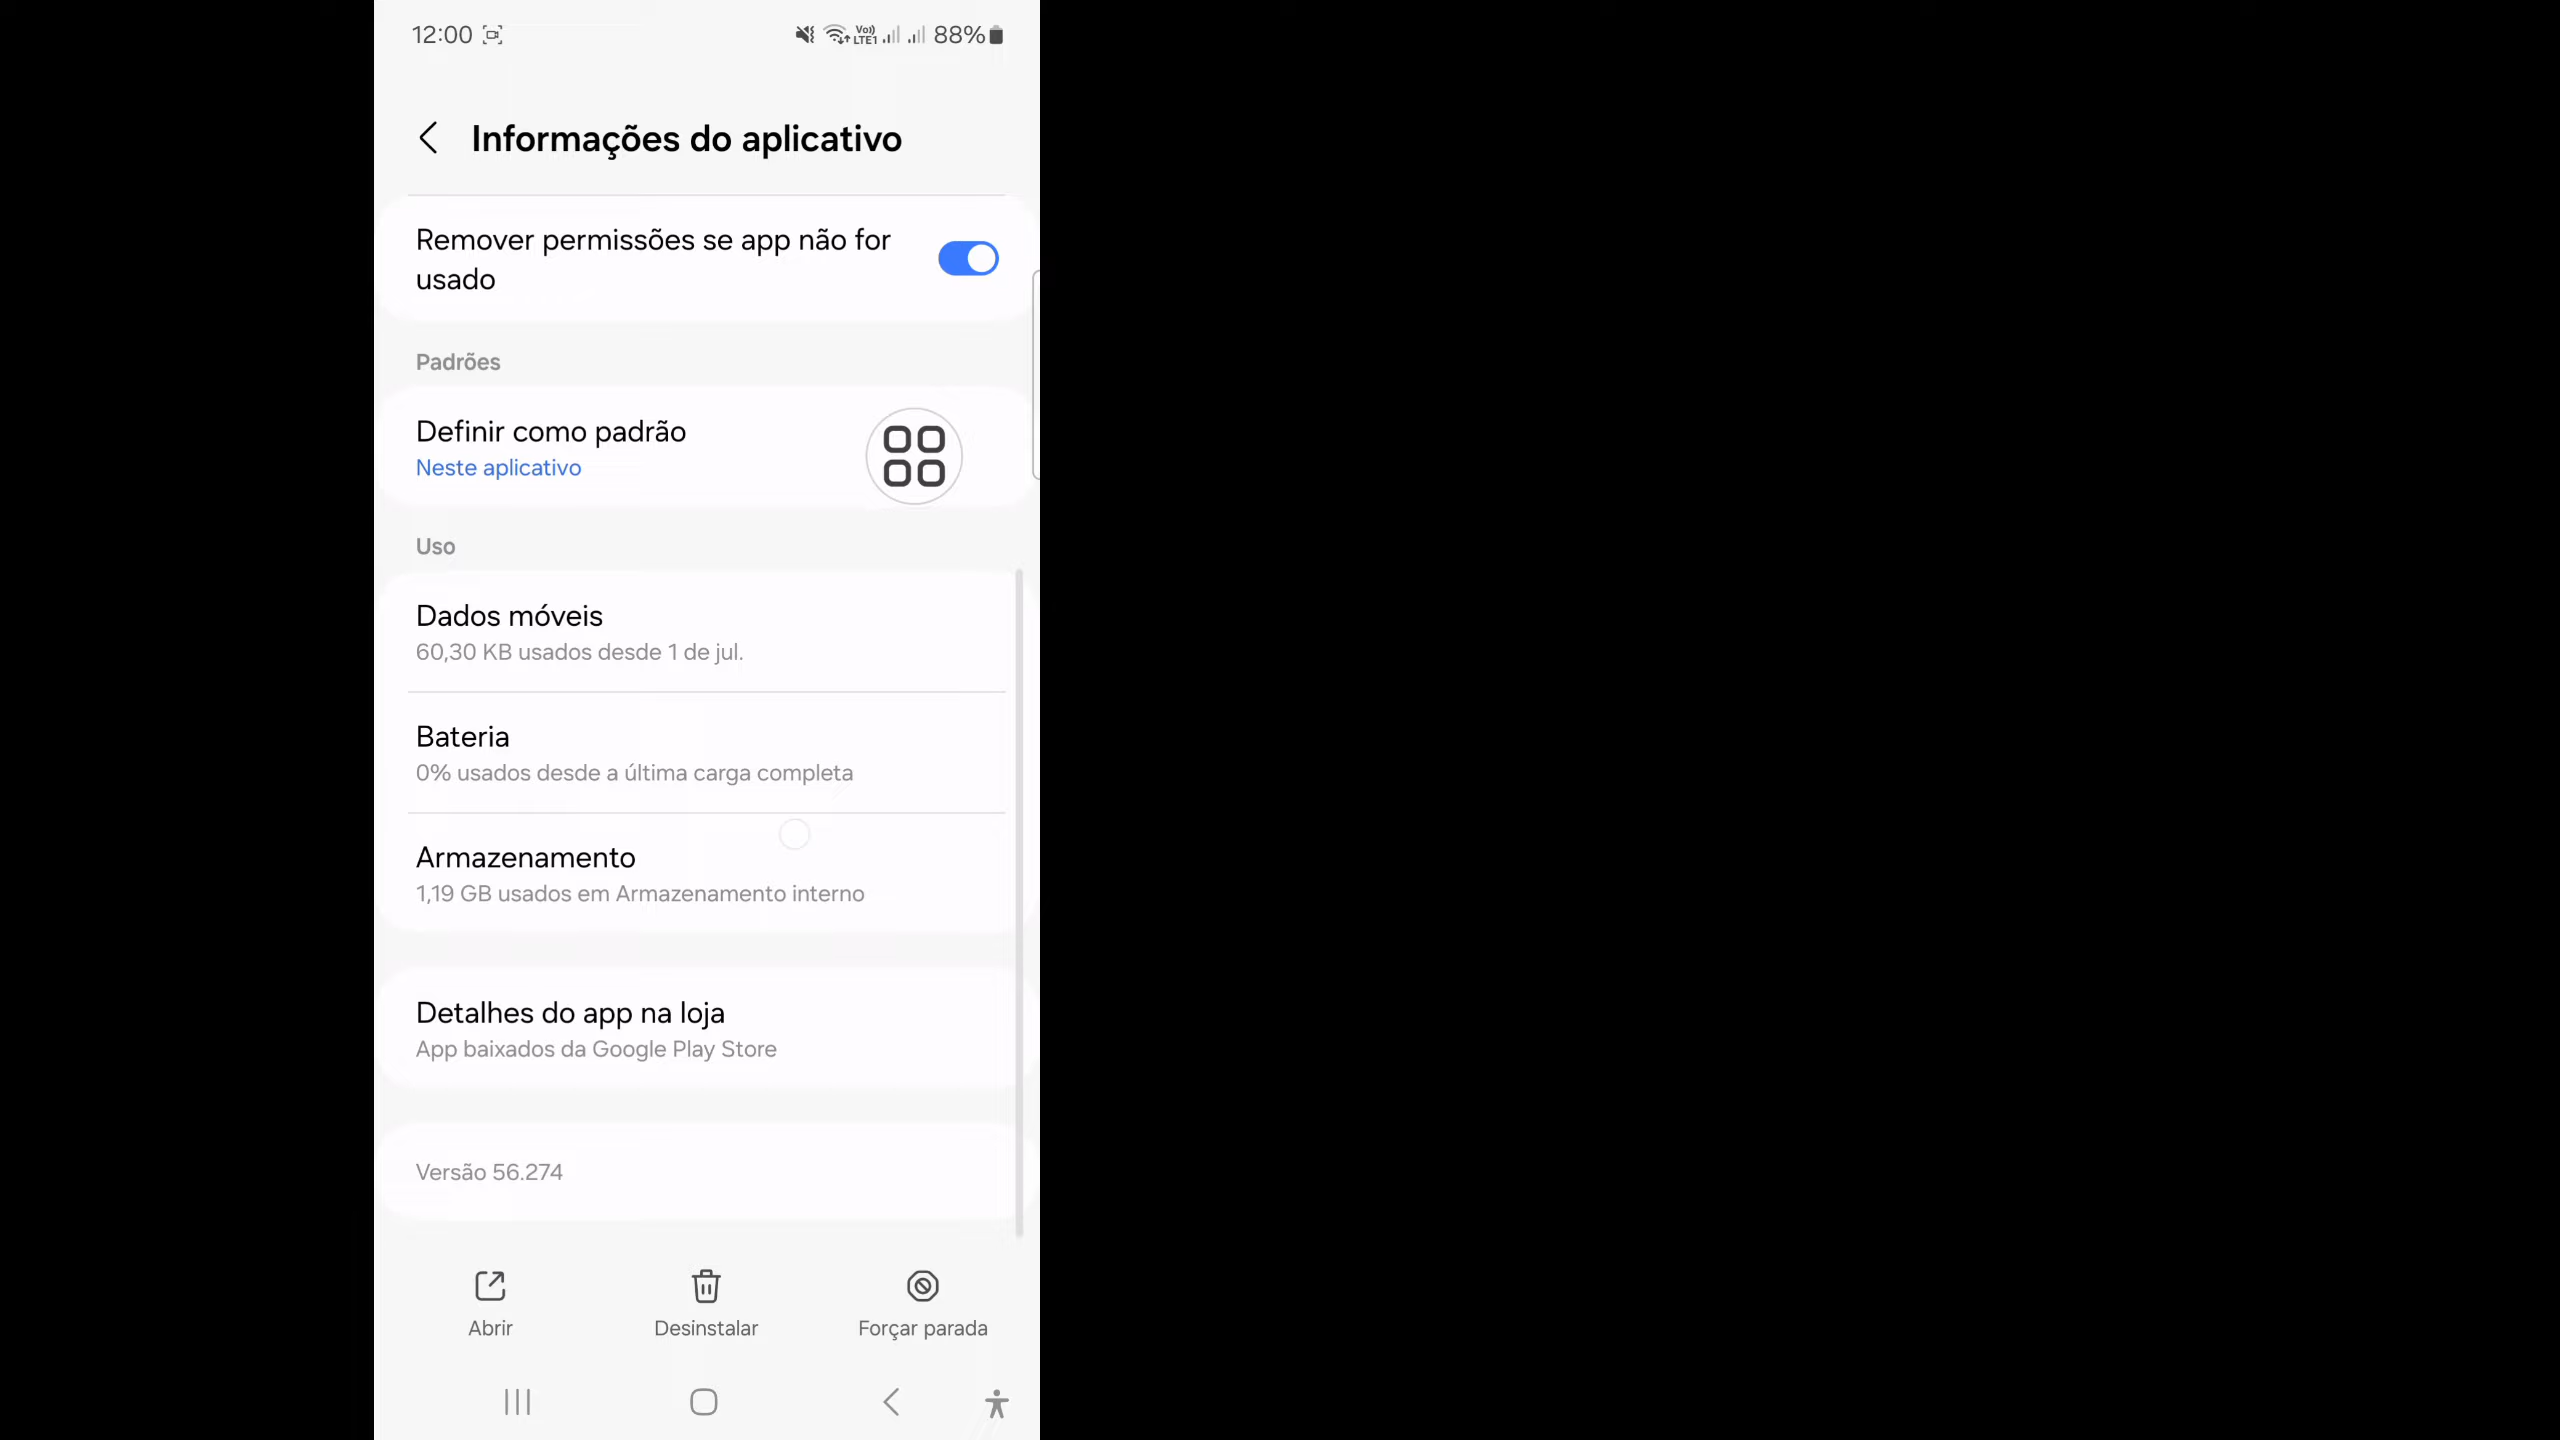 12:00
Vo))
LTE1
88%
Informações do aplicativo
Remover permissões se app não for
usado
Padrões
Definir como padrão
Neste aplicativo
Uso
Dados móveis
60,30 KB usados desde 1 de jul.
Bateria
0% usados desde a última carga completa
Armazenamento
1,19 GB usados em Armazenamento interno
Detalhes do app na loja
App baixados da Google Play Store
Versão 56.274
Abrir
Desinstalar
Forçar parada